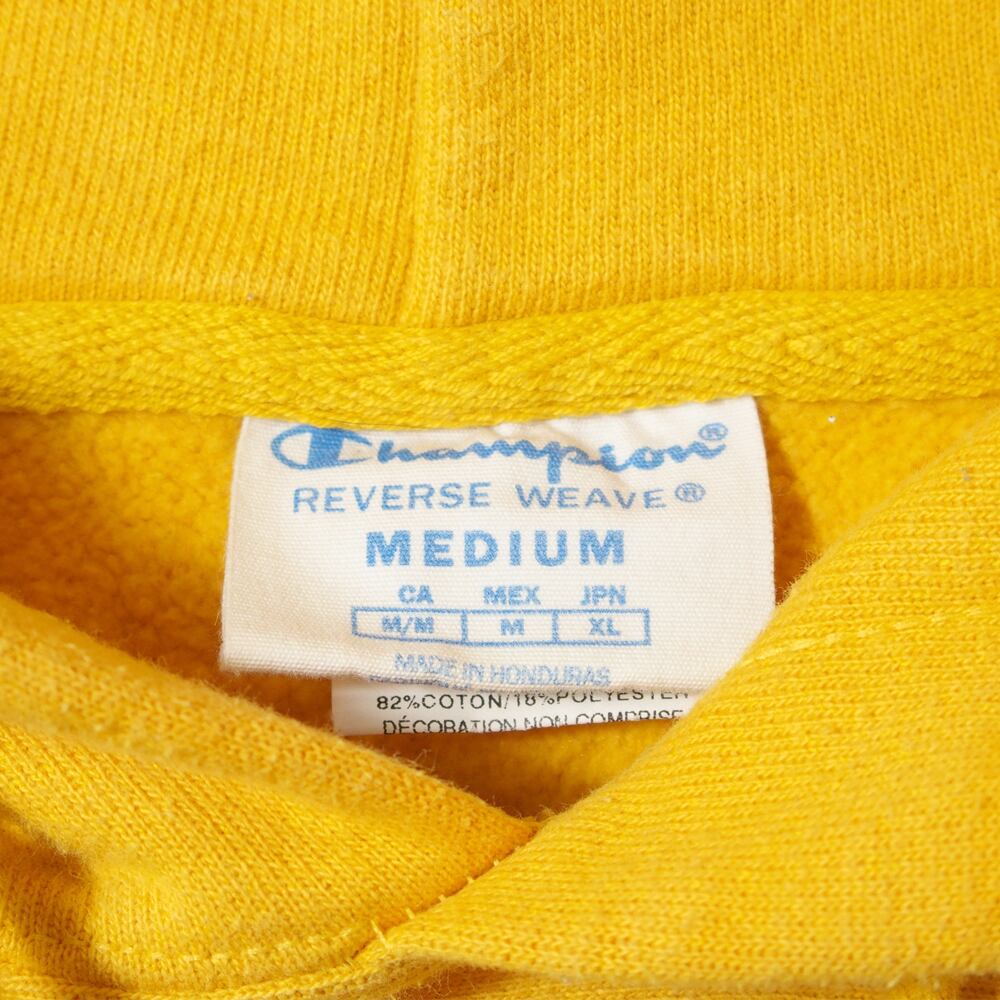 Champion®
REVERSE WEAVE®
MEDIUM
CA MEX JPN
M/M M XL
MADE IN HONDURAS
82%COTON/18%POLYESTER
DÉCORATION NON COMPRISE